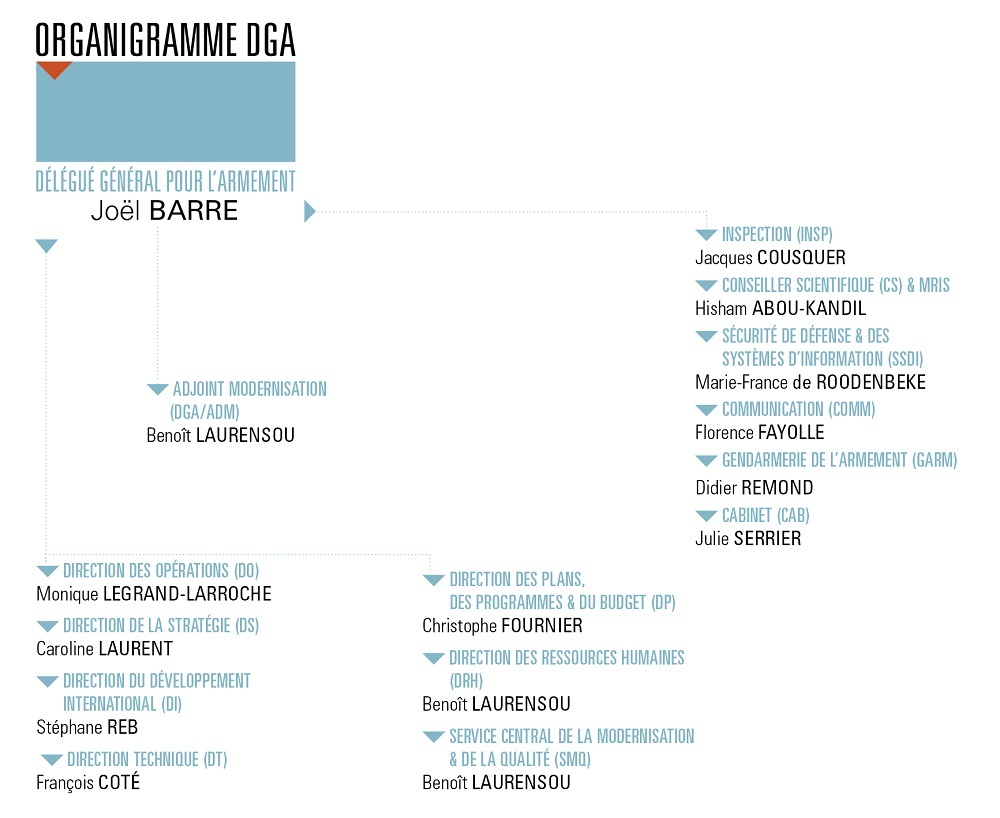 ORGANIGRAMME DGA
DÉLÉGUÉ GÉNÉRAL POUR L'ARMEMENT
Joël BARRE
INSPECTION (INSP)
Jacques COUSQUER
CONSEILLER SCIENTIFIQUE (CS) & MRIS
Hisham ABOU-KANDIL
SÉCURITÉ DE DÉFENSE & DES
SYSTÈMES D'INFORMATION (SSDI)
Marie-France de ROODENBEKE
COMMUNICATION (COMM)
Florence FAYOLLE
GENDARMERIE DE L'ARMEMENT (GARM)
Didier REMOND
CABINET (CAB)
Julie SERRIER
ADJOINT MODERNISATION
(DGA/ADM)
Benoît LAURENSOU
DIRECTION DES OPÉRATIONS (DO)
Monique LEGRAND-LARROCHE
DIRECTION DE LA STRATÉGIE (DS)
Caroline LAURENT
DIRECTION DU DÉVELOPPEMENT
INTERNATIONAL (DI)
Stéphane REB
DIRECTION TECHNIQUE (DT)
François COTÉ
DIRECTION DES PLANS,
DES PROGRAMMES & DU BUDGET (DP)
Christophe FOURNIER
DIRECTION DES RESSOURCES HUMAINES
(DRH)
Benoît LAURENSOU
SERVICE CENTRAL DE LA MODERNISATION
& DE LA QUALITÉ (SMQ)
Benoît LAURENSOU